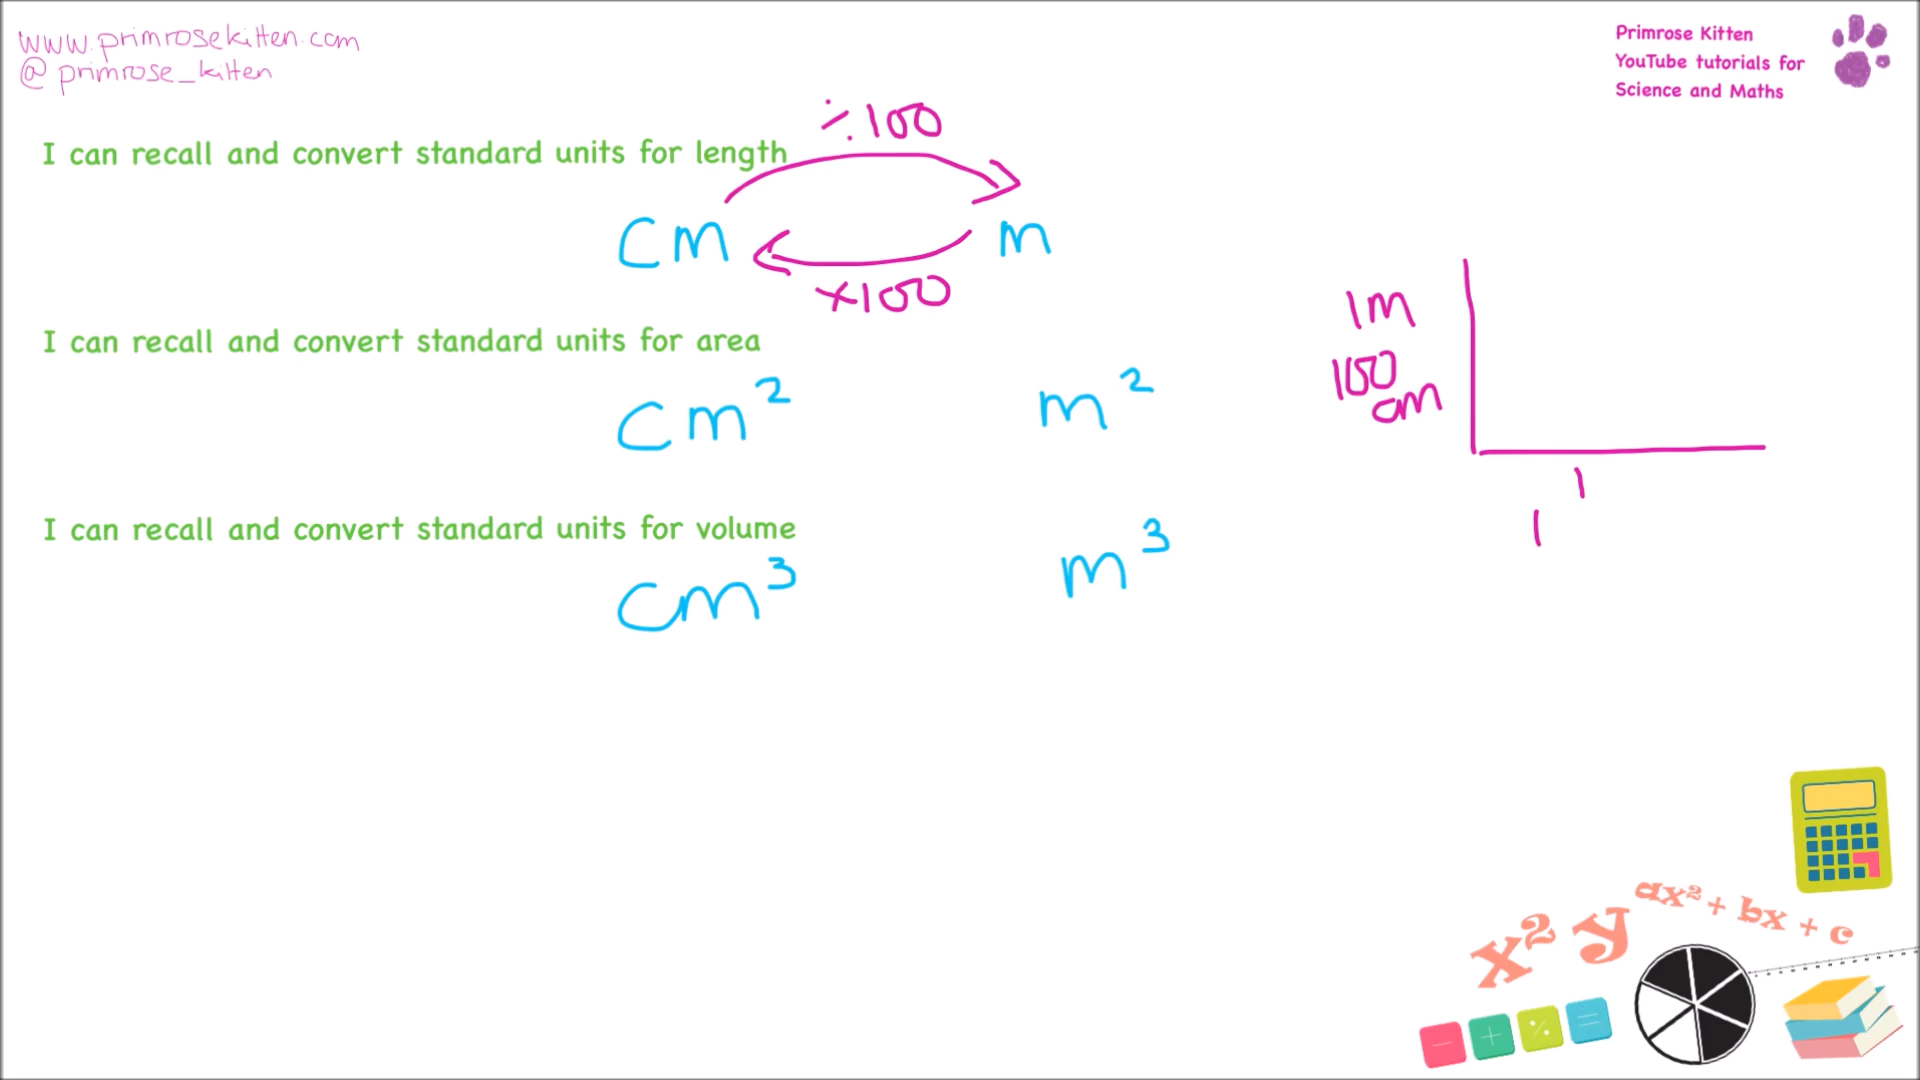 www.primrosekitten.com
@primrose_kitten
Primrose Kitten
YouTube tutorials for
Science and Maths
÷100
I can recall and convert standard units for length
cm m
×100
I can recall and convert standard units for area
cm² m²
1m
100
cm
1
1
I can recall and convert standard units for volume
cm³ m³
ax² + bx + c
x² y
− + % =